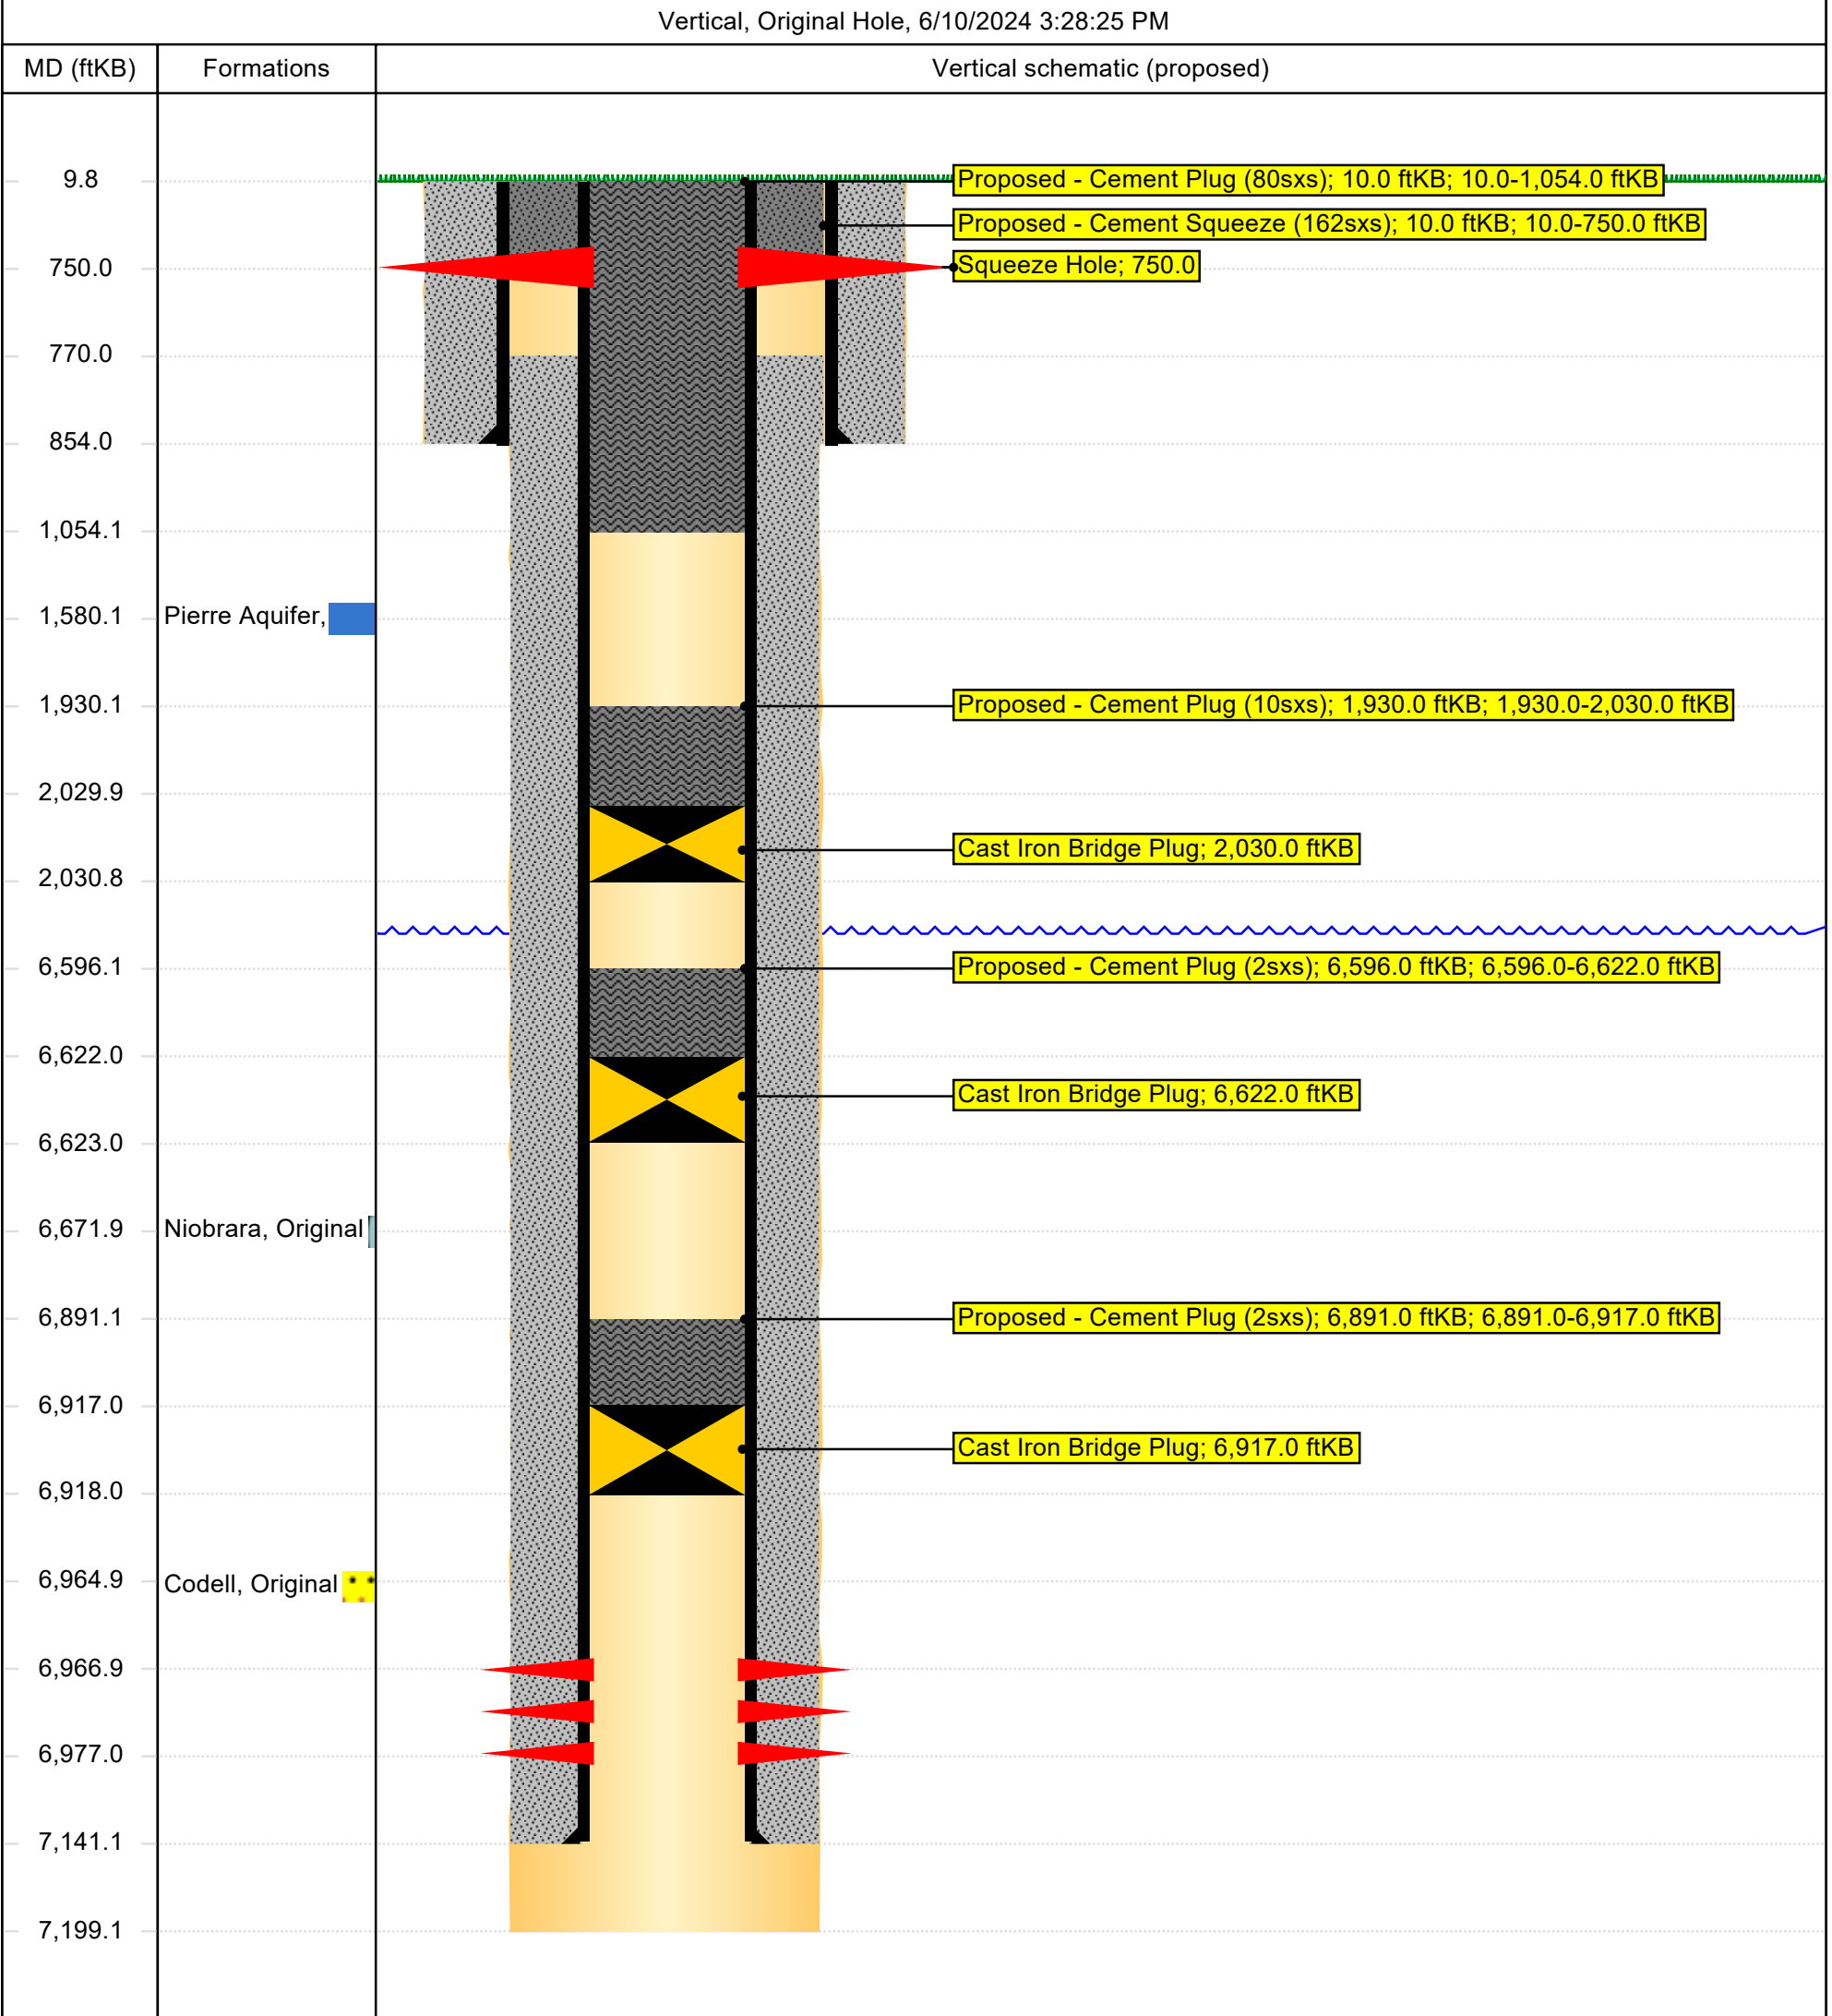 Vertical, Original Hole, 6/10/2024 3:28:25 PM
MD (ftKB)
Formations
Vertical schematic (proposed)
9.8
Proposed - Cement Plug (80sxs); 10.0 ftKB; 10.0-1,054.0 ftKB
Proposed - Cement Squeeze (162sxs); 10.0 ftKB; 10.0-750.0 ftKB
750.0
Squeeze Hole; 750.0
770.0
854.0
1,054.1
1,580.1
Pierre Aquifer,
1,930.1
Proposed - Cement Plug (10sxs); 1,930.0 ftKB; 1,930.0-2,030.0 ftKB
2,029.9
Cast Iron Bridge Plug; 2,030.0 ftKB
2,030.8
6,596.1
Proposed - Cement Plug (2sxs); 6,596.0 ftKB; 6,596.0-6,622.0 ftKB
6,622.0
Cast Iron Bridge Plug; 6,622.0 ftKB
6,623.0
6,671.9
Niobrara, Original
6,891.1
Proposed - Cement Plug (2sxs); 6,891.0 ftKB; 6,891.0-6,917.0 ftKB
6,917.0
Cast Iron Bridge Plug; 6,917.0 ftKB
6,918.0
6,964.9
Codell, Original
6,966.9
6,977.0
7,141.1
7,199.1